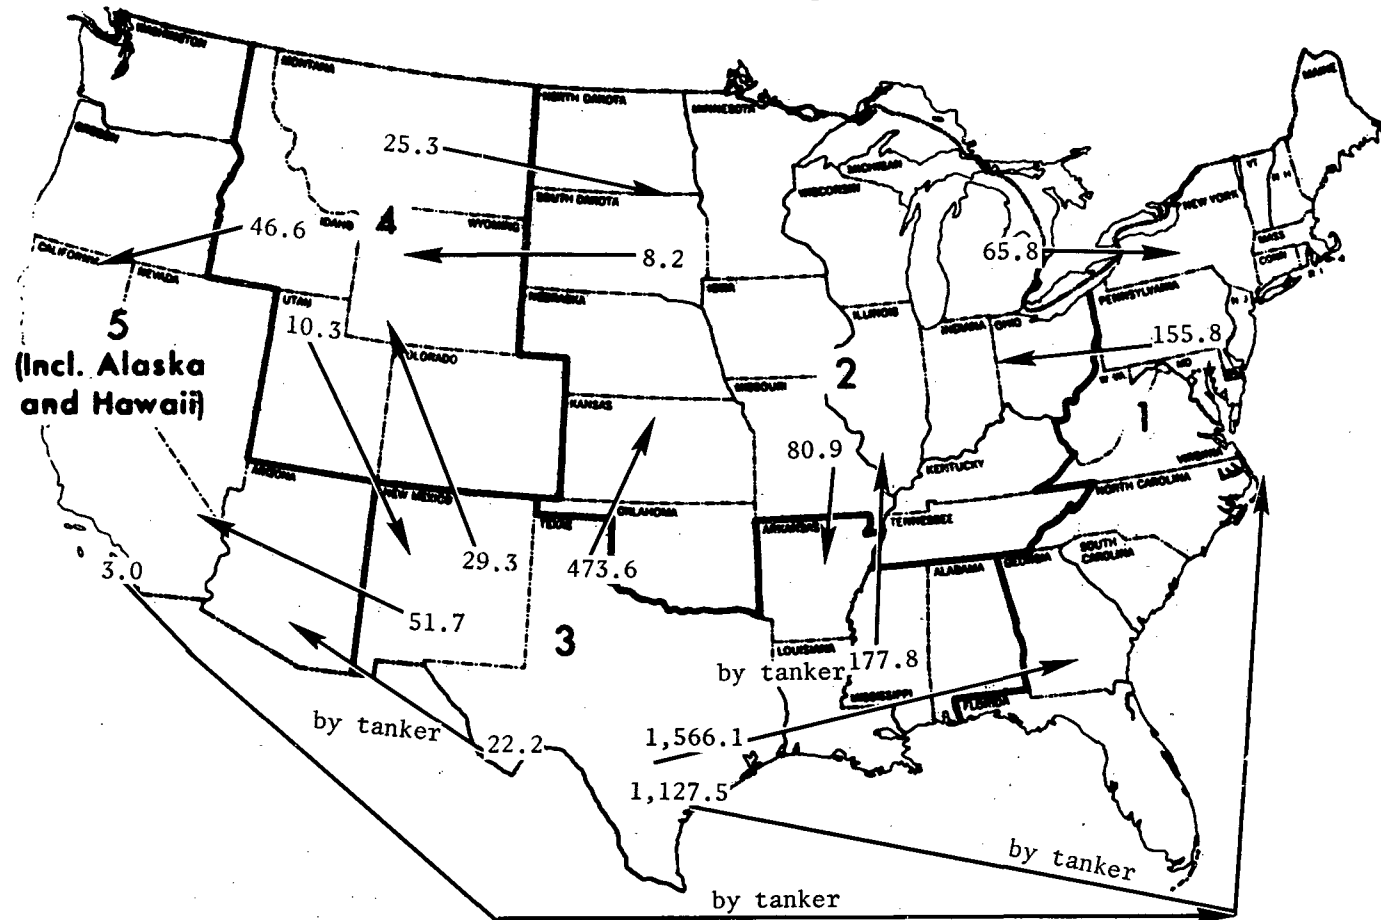 WASHINGTON
MONTANA
NORTH DAKOTA
MINNESOTA
MAINE
OREGON
25.3
MICHIGAN
VT
N H
WISCONSIN
SOUTH DAKOTA
NEW YORK
4
IDAHO
WYOMING
46.6
CALIFORNIA
MASS
65.8
CONN
R I
8.2
NEVADA
IOWA
NEBRASKA
PENNSYLVANIA
UTAH
N J
ILLINOIS
5
10.3
INDIANA
OHIO
155.8
(Incl. Alaska
COLORADO
MD
2
W VA
MISSOURI
and Hawaii)
KANSAS
1
80.9
VIRGINIA
KENTUCKY
ARIZONA
NORTH CAROLINA
NEW MEXICO
OKLAHOMA
TEXAS
ARKANSAS
TENNESSEE
SOUTH
CAROLINA
29.3
GEORGIA
3.0
473.6
ALABAMA
51.7
3
LOUISIANA
177.8
by tanker
MISSISSIPPI
FLORIDA
by tanker
1,566.1
22.2
1,127.5
by tanker
by tanker